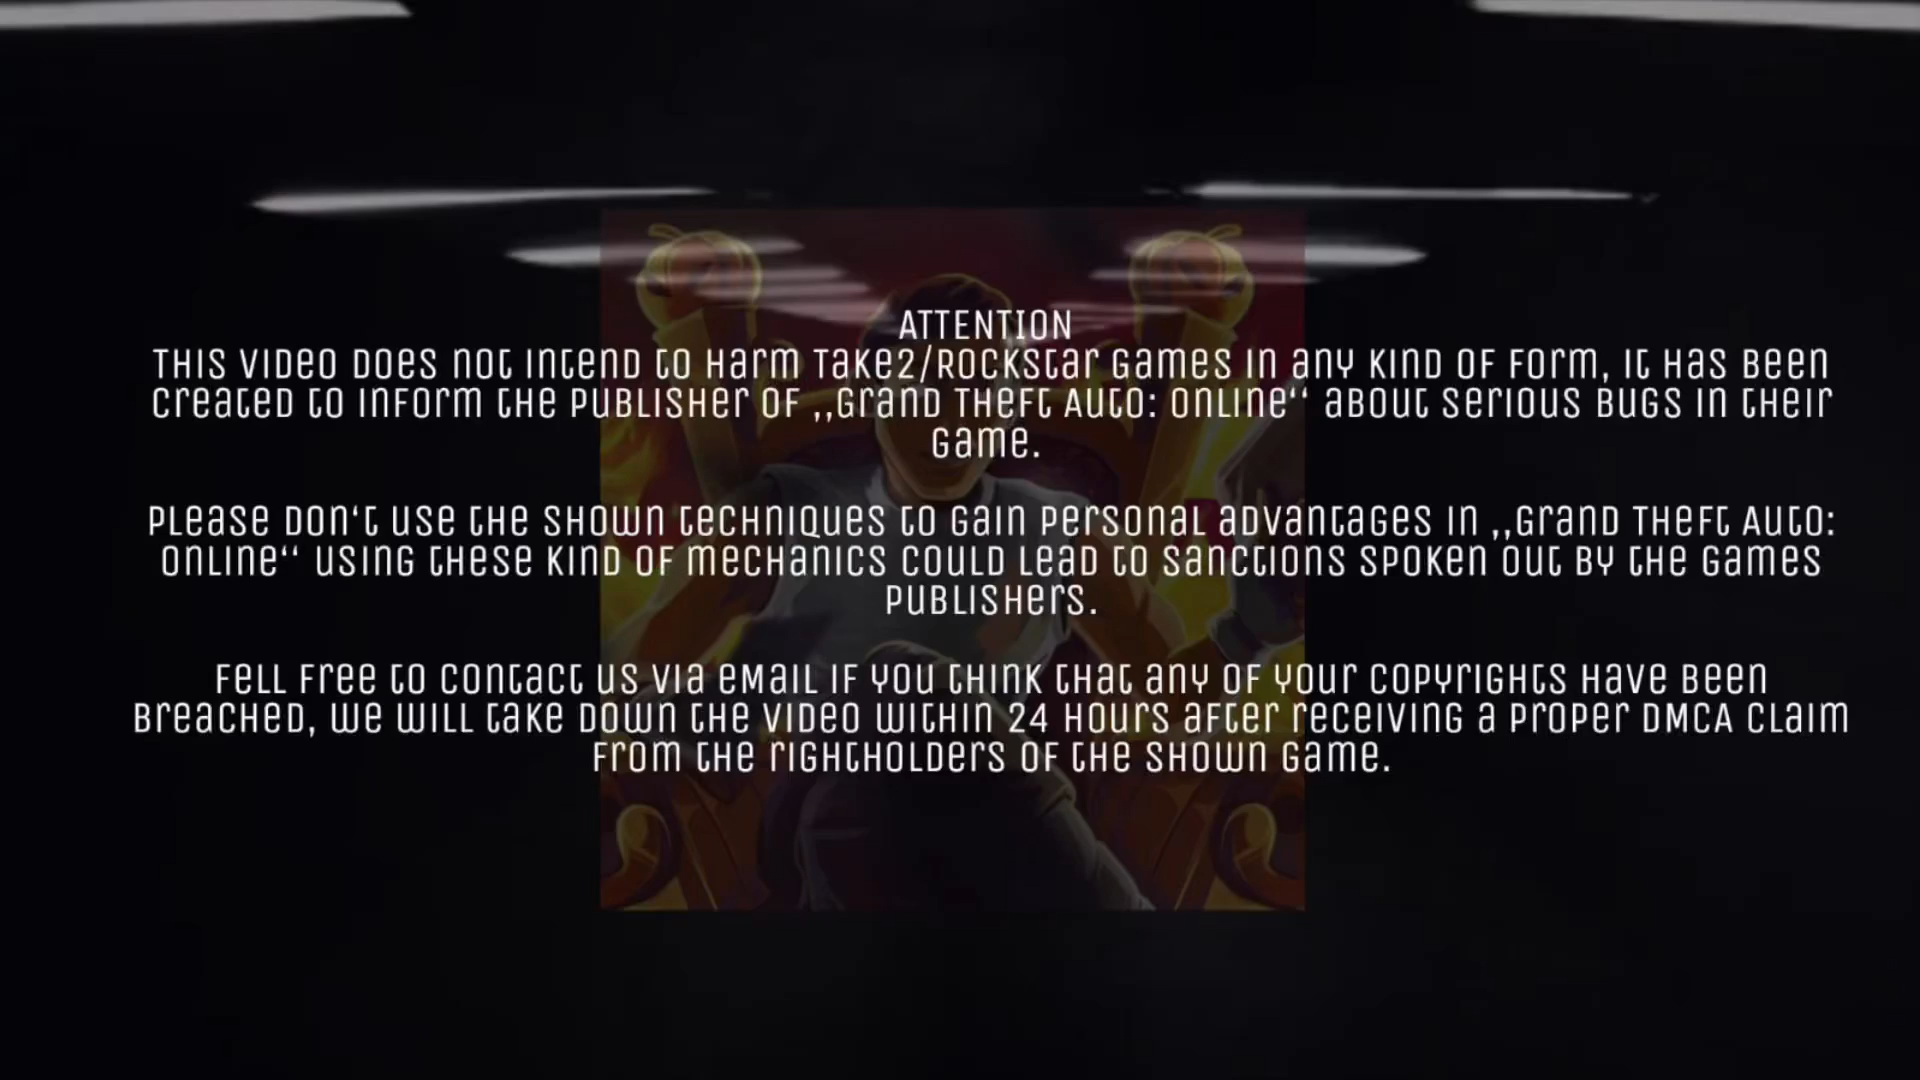 ATTENTION
THIS VIDEO DOES NOT INTEND TO HARM TAKE2/ROCKSTAR GAMES IN ANY KIND OF FORM, IT HAS BEEN
CREATED TO INFORM THE PUBLISHER OF ,,GRAND THEFT AUTO: ONLINE‘‘ ABOUT SERIOUS BUGS IN THEIR
GAME.
PLEASE DON‘T USE THE SHOWN TECHNIQUES TO GAIN PERSONAL ADVANTAGES IN ,,GRAND THEFT AUTO:
ONLINE‘‘ USING THESE KIND OF MECHANICS COULD LEAD TO SANCTIONS SPOKEN OUT BY THE GAMES
PUBLISHERS.
FELL FREE TO CONTACT US VIA EMAIL IF YOU THINK THAT ANY OF YOUR COPYRIGHTS HAVE BEEN
BREACHED, WE WILL TAKE DOWN THE VIDEO WITHIN 24 HOURS AFTER RECEIVING A PROPER DMCA CLAIM
FROM THE RIGHTHOLDERS OF THE SHOWN GAME.